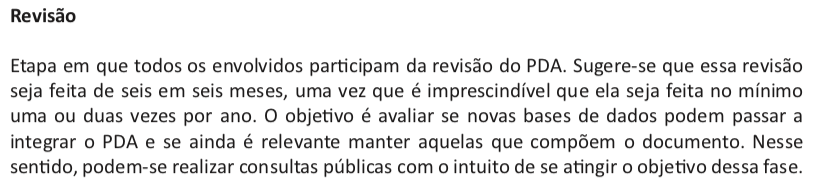 Revisão
Etapa em que todos os envolvidos participam da revisão do PDA. Sugere-se que essa revisão
seja feita de seis em seis meses, uma vez que é imprescindível que ela seja feita no mínimo
uma ou duas vezes por ano. O objetivo é avaliar se novas bases de dados podem passar a
integrar o PDA e se ainda é relevante manter aquelas que compõem o documento. Nesse
sentido, podem-se realizar consultas públicas com o intuito de se atingir o objetivo dessa fase.